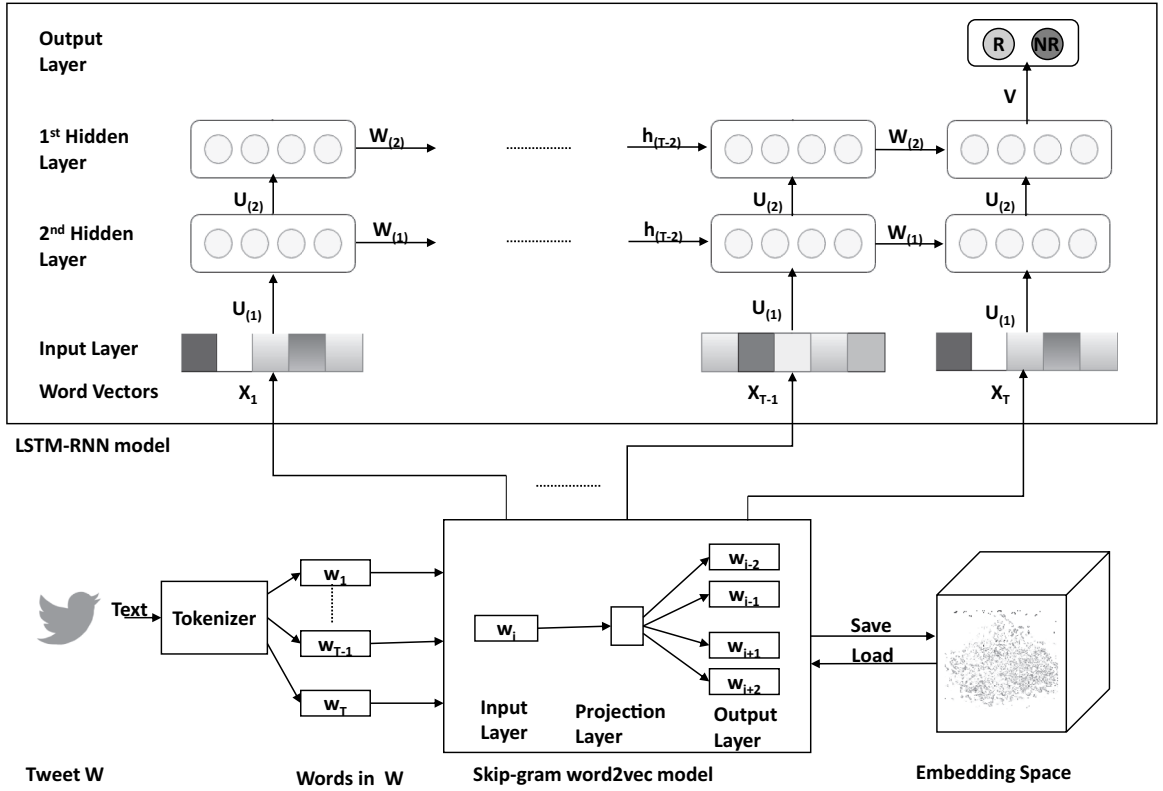 Output
Layer
R NR
V
1st Hidden
Layer
W(2)
..............
h(T-2)
W(2)
U(2)
U(2)
U(2)
2nd Hidden
Layer
W(1)
..............
h(T-2)
W(1)
U(1)
U(1)
U(1)
Input Layer
Word Vectors
X1
XT-1
XT
LSTM-RNN model
..............
Text
Tokenizer
w1
..........
wT-1
wT
wi
wi-2
wi-1
wi+1
wi+2
Input
Layer
Projection
Layer
Output
Layer
Save
Load
Tweet W
Words in W
Skip-gram word2vec model
Embedding Space